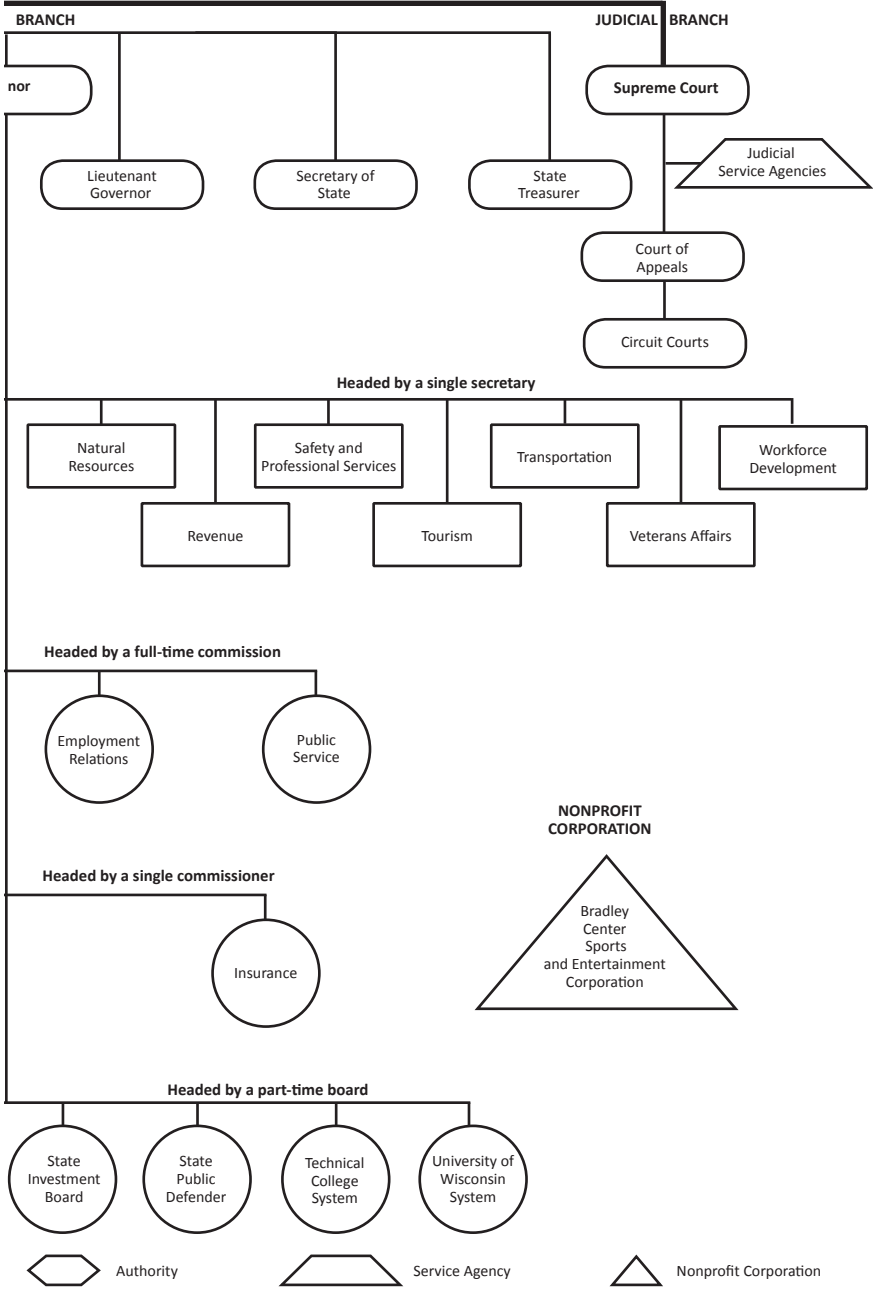 BRANCH
JUDICIAL BRANCH
nor
Supreme Court
Judicial
Service Agencies
Lieutenant
Governor
Secretary of
State
State
Treasurer
Court of
Appeals
Circuit Courts
Headed by a single secretary
Natural
Resources
Safety and
Professional Services
Transportation
Workforce
Development
Revenue
Tourism
Veterans Affairs
Headed by a full-time commission
Employment
Relations
Public
Service
NONPROFIT
CORPORATION
Headed by a single commissioner
Bradley
Center
Sports
and Entertainment
Corporation
Insurance
Headed by a part-time board
State
Investment
Board
State
Public
Defender
Technical
College
System
University of
Wisconsin
System
Authority
Service Agency
Nonprofit Corporation